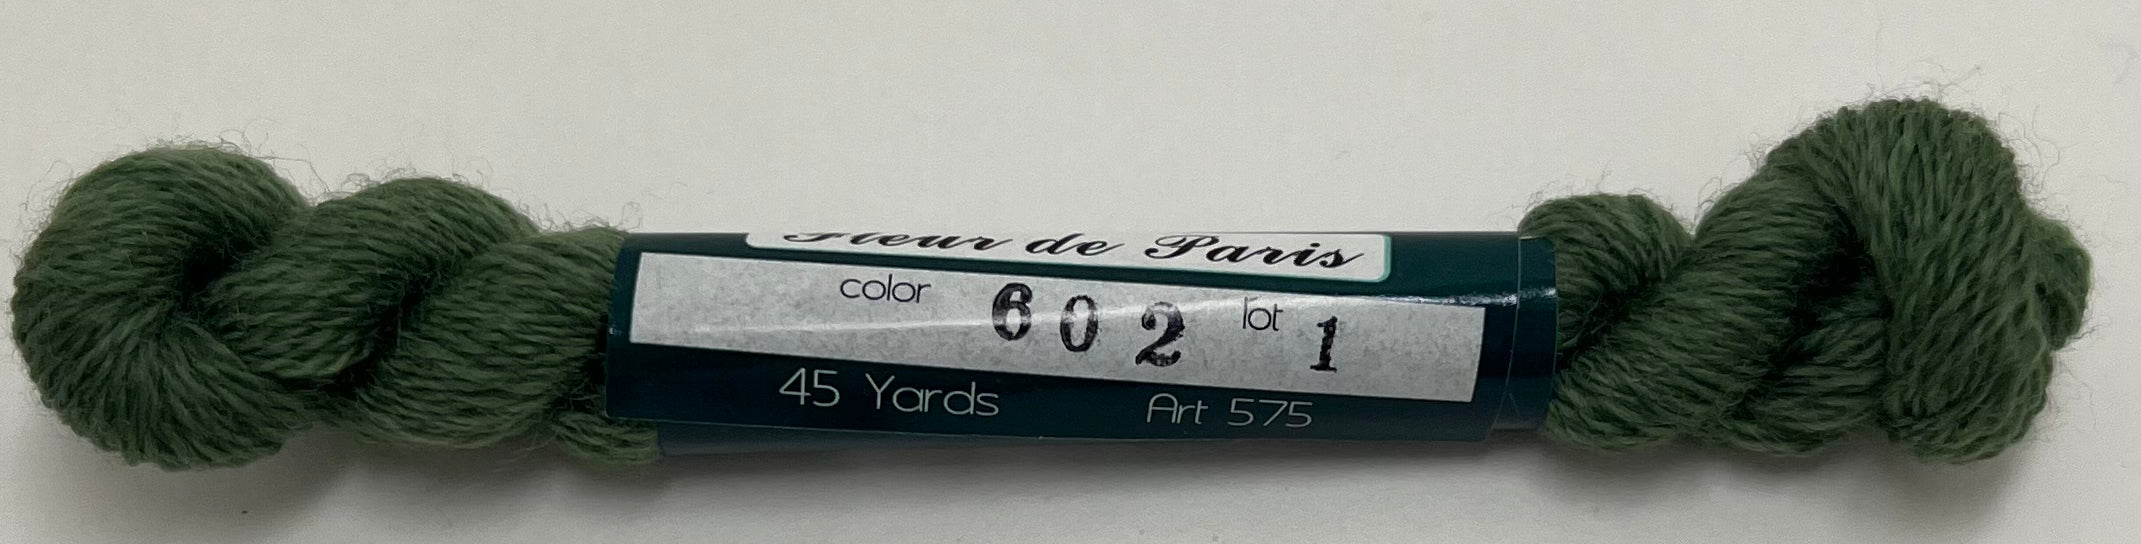 Fleur de Paris
color 602 lot 1
45 Yards Art 575